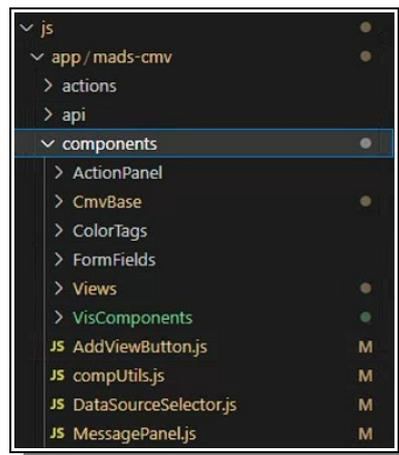 js
app/mads-cmv
actions
api
components
ActionPanel
CmvBase
ColorTags
FormFields
Views
VisComponents
JS AddViewButton.js M
JS compUtils.js M
JS DataSourceSelector.js M
JS MessagePanel.js M